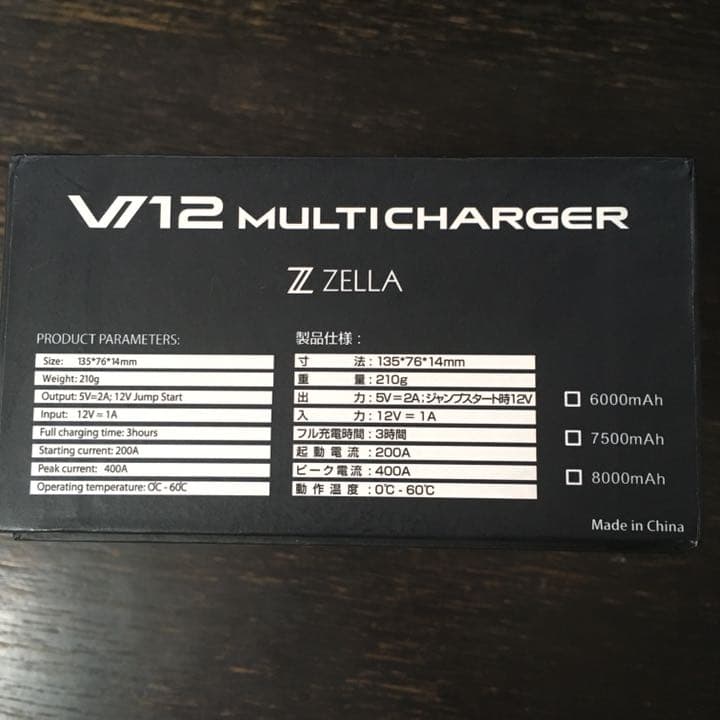 V12 MULTICHARGER
ZELLA
PRODUCT PARAMETERS:
Size: 135*76*14mm
Weight: 210g
Output: 5V=2A; 12V Jump Start
Input: 12V=1A
Full charging time: 3hours
Starting current: 200A
Peak current: 400A
Operating temperature: 0℃ - 60℃
製品仕様：
寸法：135*76*14mm
重量：210g
出力：5V=2A;ジャンプスタート時12V
入力：12V = 1A
フル充電時間：3時間
起動電流：200A
ピーク電流：400A
動作温度：0℃ - 60℃
6000mAh
7500mAh
8000mAh
Made in China